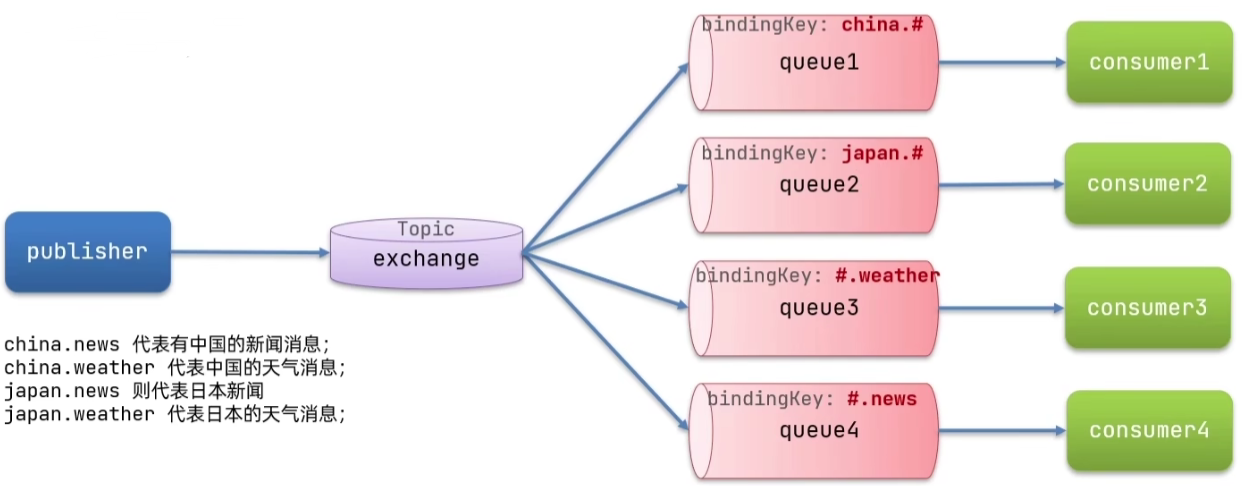 bindingKey: china.#
queue1
consumer1
bindingKey: japan.#
queue2
consumer2
publisher
Topic
exchange
bindingKey: #.weather
queue3
consumer3
china.news 代表有中国的新闻消息;
china.weather 代表中国的天气消息;
japan.news 则代表日本新闻
japan.weather 代表日本的天气消息;
bindingKey: #.news
queue4
consumer4